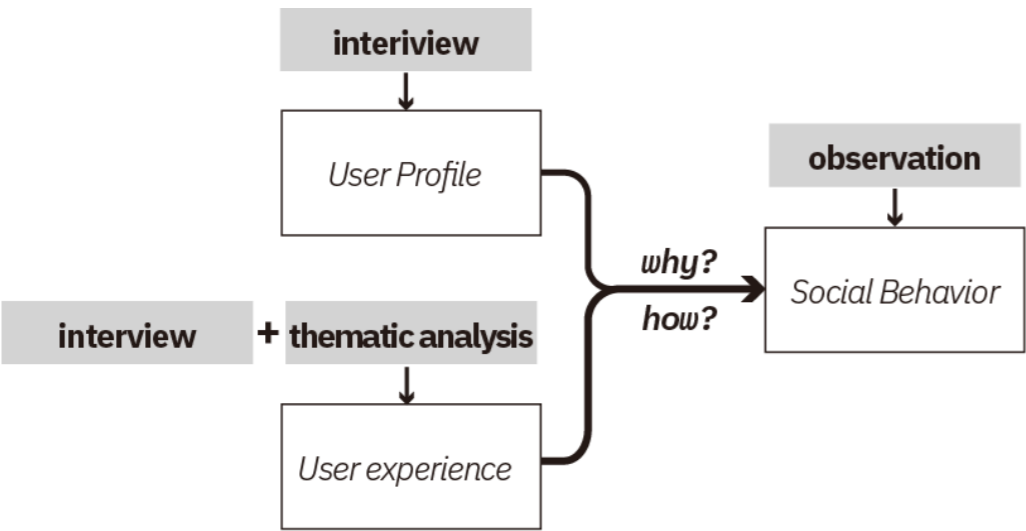 interiview
User Profile
observation
why?
Social Behavior
how?
interview + thematic analysis
User experience